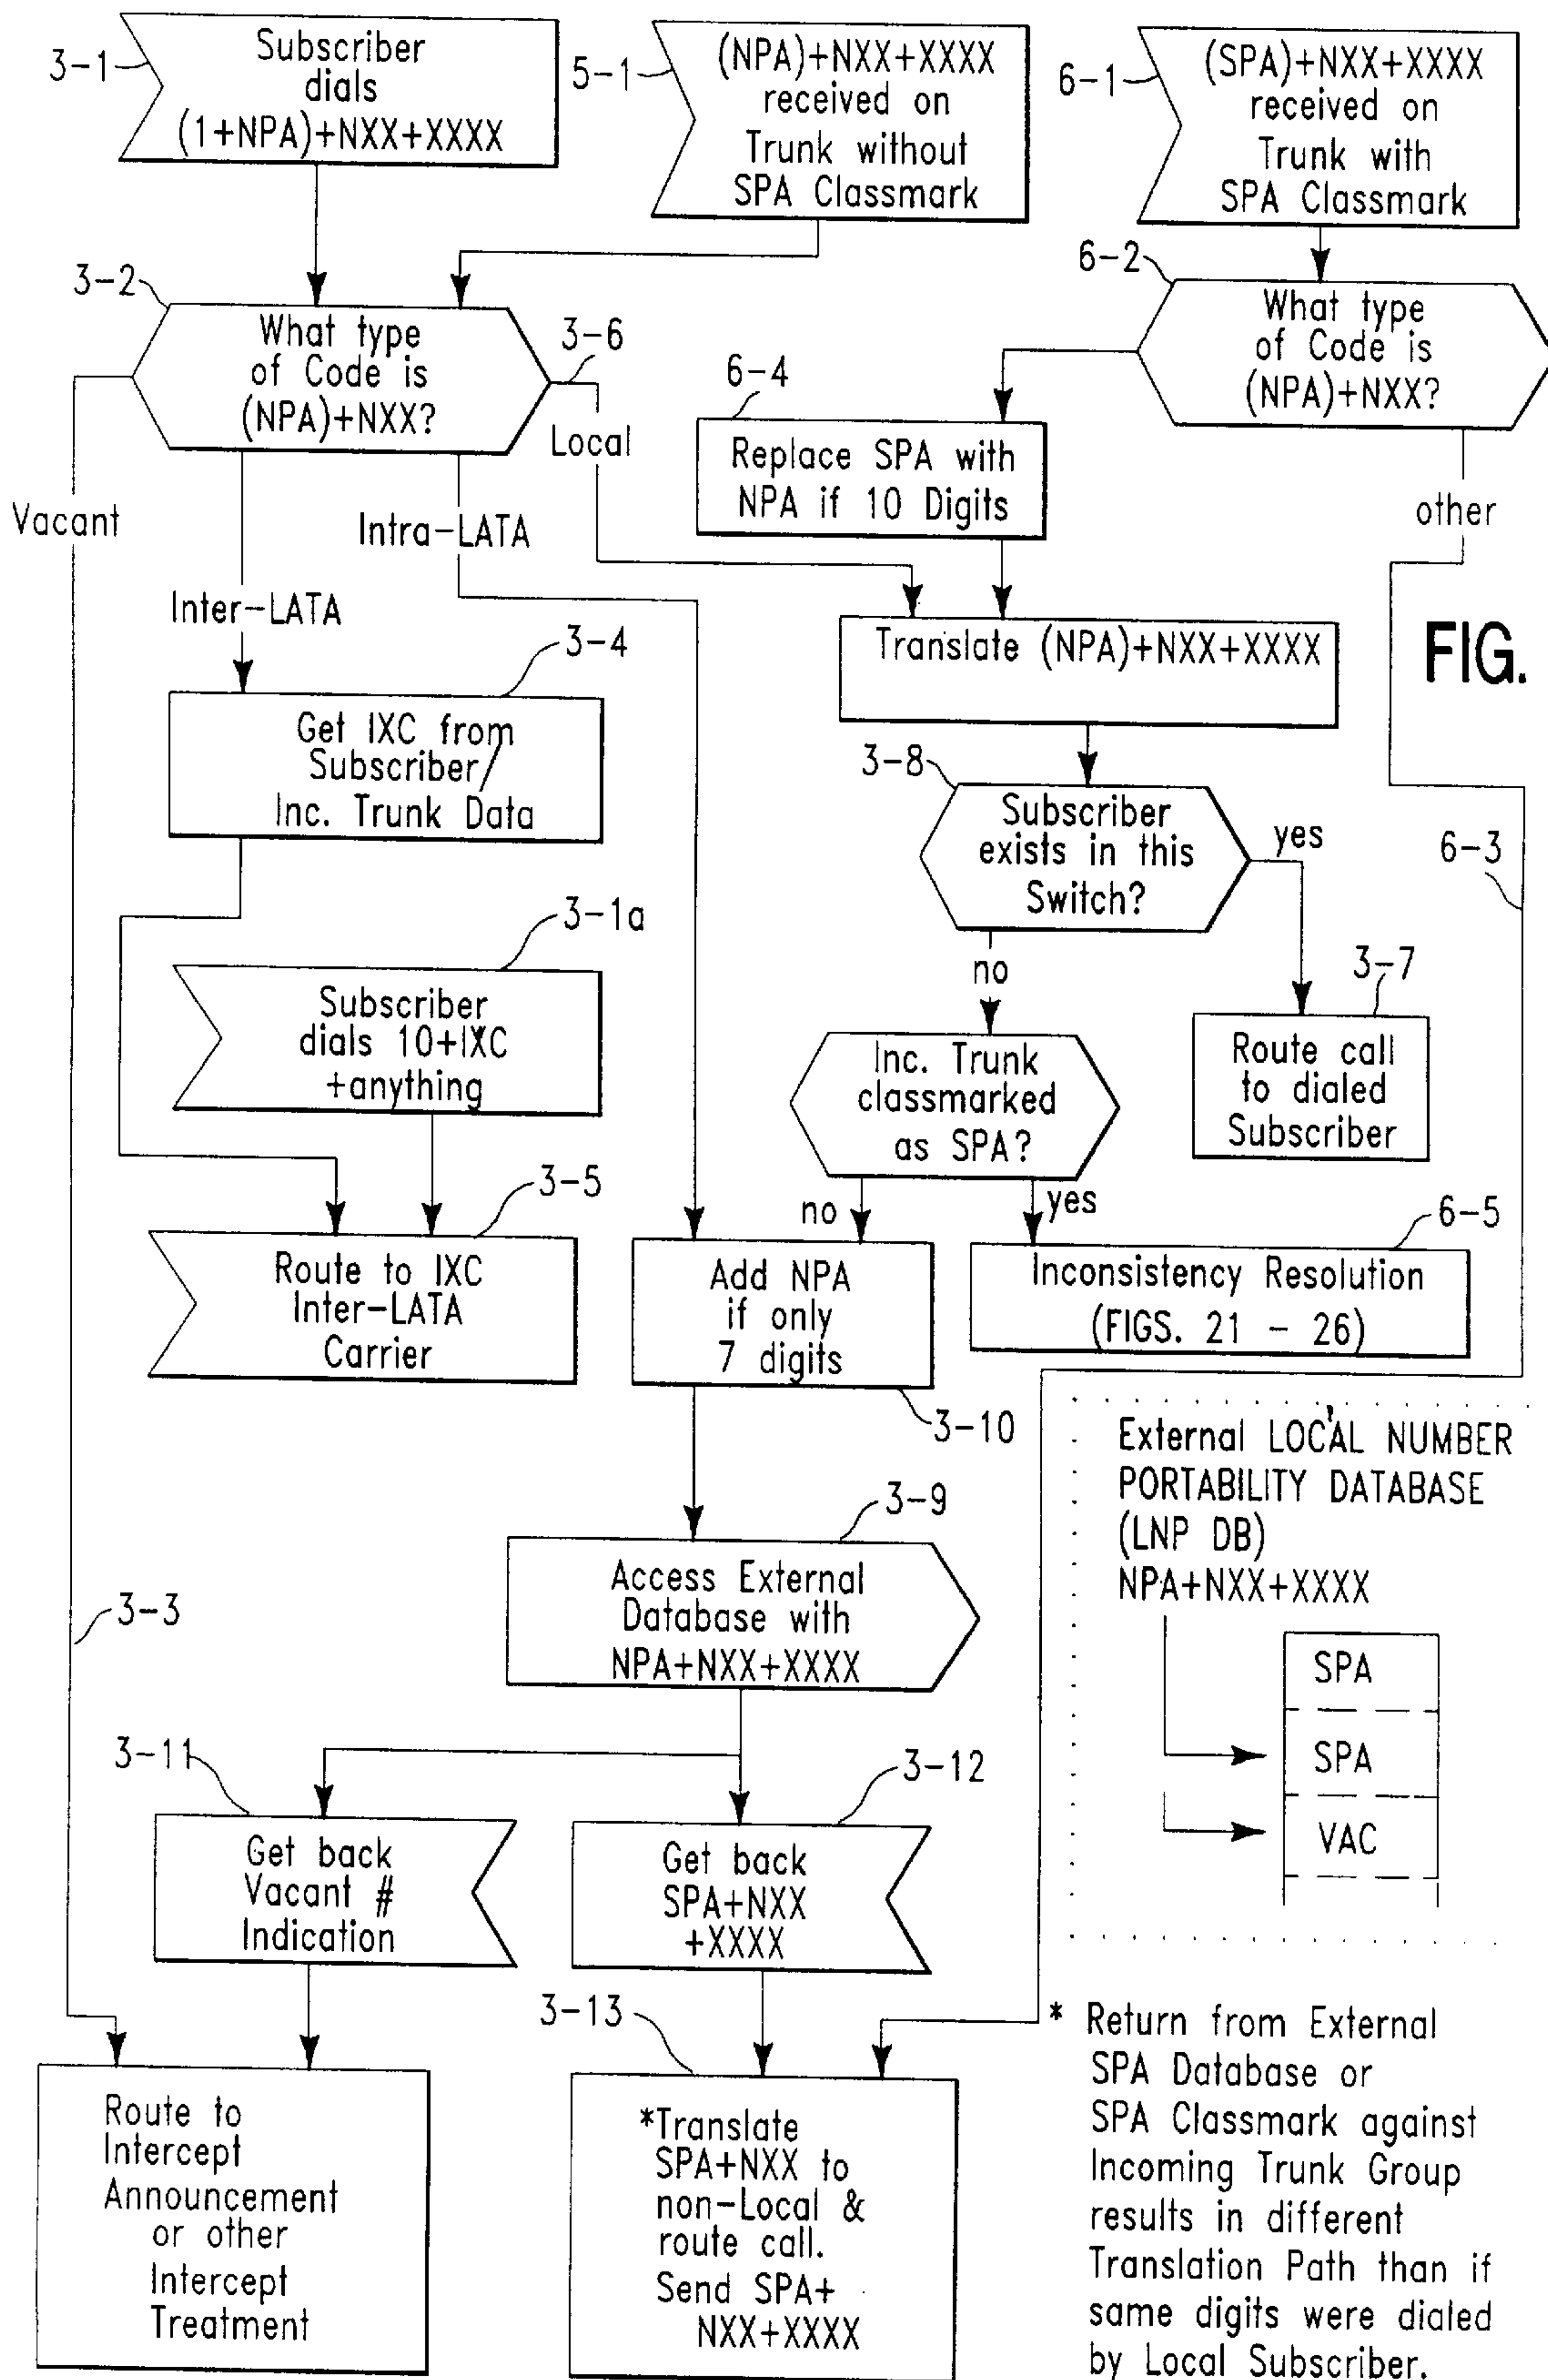 3-1
Subscriber
dials
(1+NPA)+NXX+XXXX
5-1
(NPA)+NXX+XXXX
received on
Trunk without
SPA Classmark
6-1
(SPA)+NXX+XXXX
received on
Trunk with
SPA Classmark
3-2
What type
of Code is
(NPA)+NXX?
3-6
Local
6-2
What type
of Code is
(NPA)+NXX?
6-4
Replace SPA with
NPA if 10 Digits
other
Vacant
Intra-LATA
Inter-LATA
Translate (NPA)+NXX+XXXX
FIG.
3-4
Get IXC from
Subscriber/
Inc. Trunk Data
3-8
Subscriber
exists in this
Switch?
yes
6-3
no
3-1a
Subscriber
dials 10+IXC
+anything
3-7
Route call
to dialed
Subscriber
Inc. Trunk
classmarked
as SPA?
no
yes
3-5
Route to IXC
Inter-LATA
Carrier
Add NPA
if only
7 digits
3-10
6-5
Inconsistency Resolution
(FIGS. 21 - 26)
External LOCAL NUMBER
PORTABILITY DATABASE
(LNP DB)
NPA+NXX+XXXX
SPA
SPA
VAC
3-9
Access External
Database with
NPA+NXX+XXXX
3-3
3-11
Get back
Vacant #
Indication
3-12
Get back
SPA+NXX
+XXXX
3-13
Route to
Intercept
Announcement
or other
Intercept
Treatment
*Translate
SPA+NXX to
non-Local &
route call.
Send SPA+
NXX+XXXX
* Return from External
SPA Database or
SPA Classmark against
Incoming Trunk Group
results in different
Translation Path than if
same digits were dialed
by Local Subscriber.